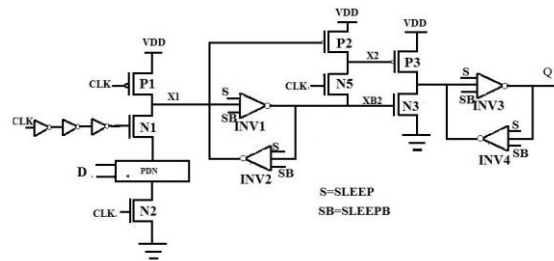 VDD
VDD
VDD
P2
X2
P3
CLK
P1
X1
S
CLK.
N5
S
Q
CLK
N1
SB
INV1
XB2
N3
SB
INV3
S
S
D
PDN
INV2
SB
INV4
SB
CLK.
N2
S=SLEEP
SB=SLEEPB